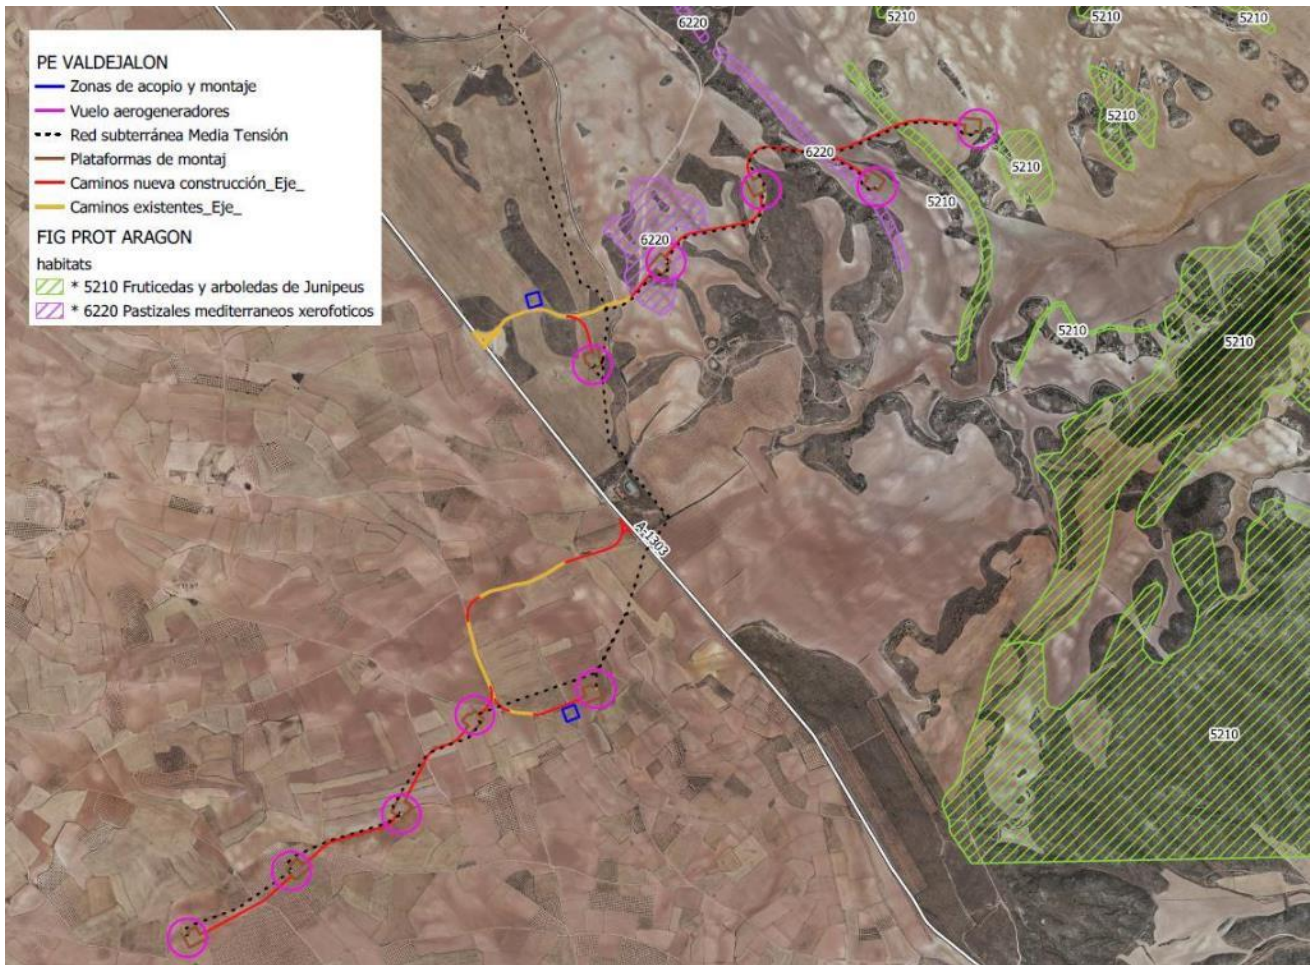 PE VALDEJALON
Zonas de acopio y montaje
Vuelo aerogeneradores
Red subterránea Media Tensión
Plataformas de montaj
Caminos nueva construcción_Eje_
Caminos existentes_Eje_
FIG PROT ARAGON
habitats
* 5210 Fruticedas y arboledas de Junipeus
* 6220 Pastizales mediterraneos xerofoticos
6220
5210
5210
5210
5210
6220
5210
5210
6220
5210
5210
A-1303
5210